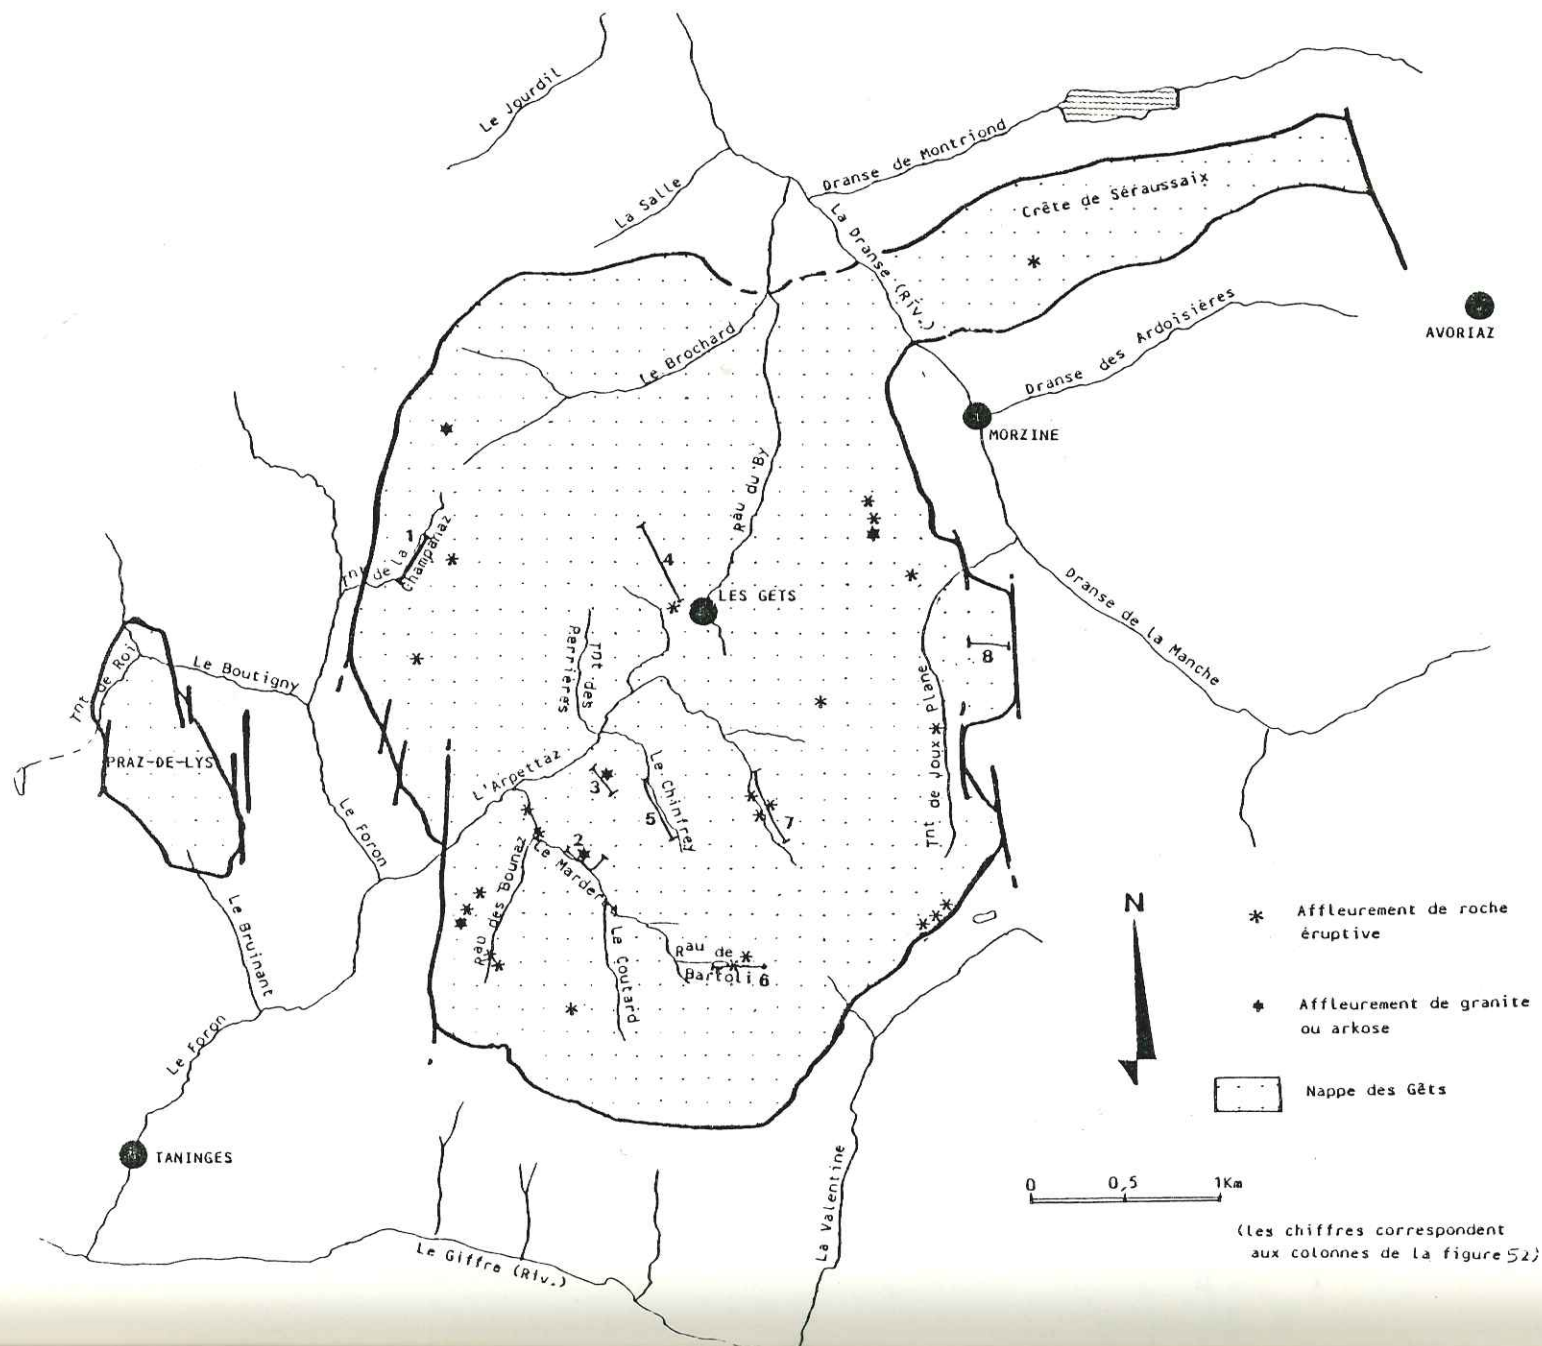 Le Jourdil
Dranse de Montriond
La Salle
La Dranse (Riv.)
Crête de Séraussaix
AVORIAZ
Dranse des Ardoisières
Le Brochard
MORZINE
Rau du By
1
Tnt de la
Champanaz
4
LES GETS
Dranse de la Manche
8
Tnt de Roi
Le Boutigny
Tnt des
Perrières
Tnt de Joux Plane
PRAZ-DE-LYS
L'Arpettaz
3
Le Chinfrey
5
7
Le Foron
2
Le Marderet
Rau des Bounaz
Le Bruinant
Le Coutard
Rau de
Bartoli 6
N
Affleurement de roche
éruptive
Affleurement de granite
ou arkose
Nappe des Gêts
Le Foron
TANINGES
La Valentine
0 0,5 1Km
Le Giffre (Riv.)
(les chiffres correspondent
aux colonnes de la figure 52)